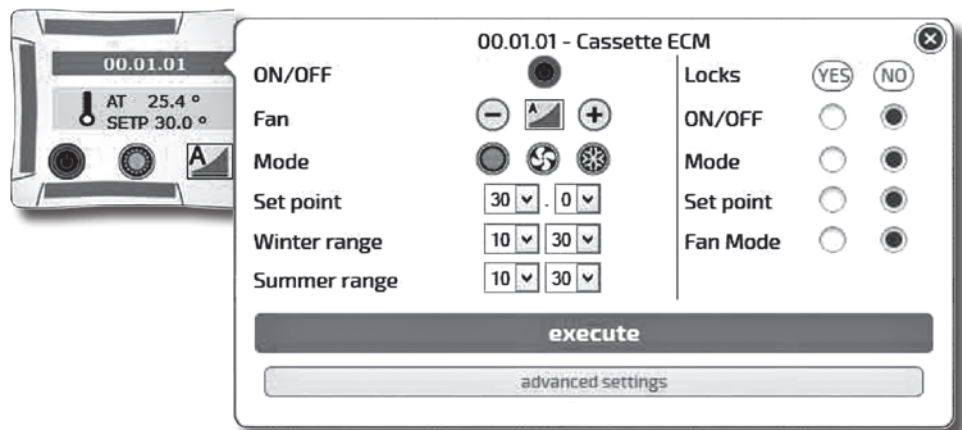 00.01.01
AT 25.4 °
SETP 30.0 °
A
00.01.01 - Cassette ECM
ON/OFF
Fan
A
Mode
Set point
30 . 0
Winter range
10 30
Summer range
10 30
Locks YES NO
ON/OFF
Mode
Set point
Fan Mode
execute
advanced settings